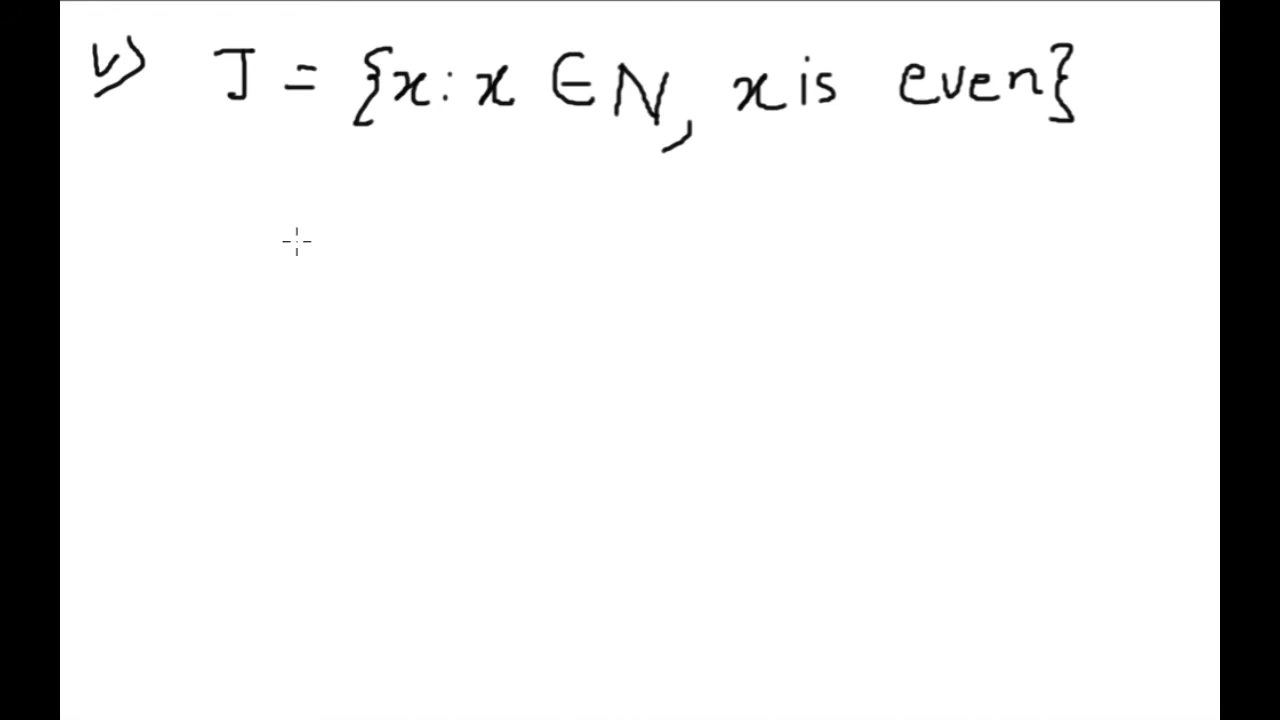 v) J = {x : x ∈ N, x is even}